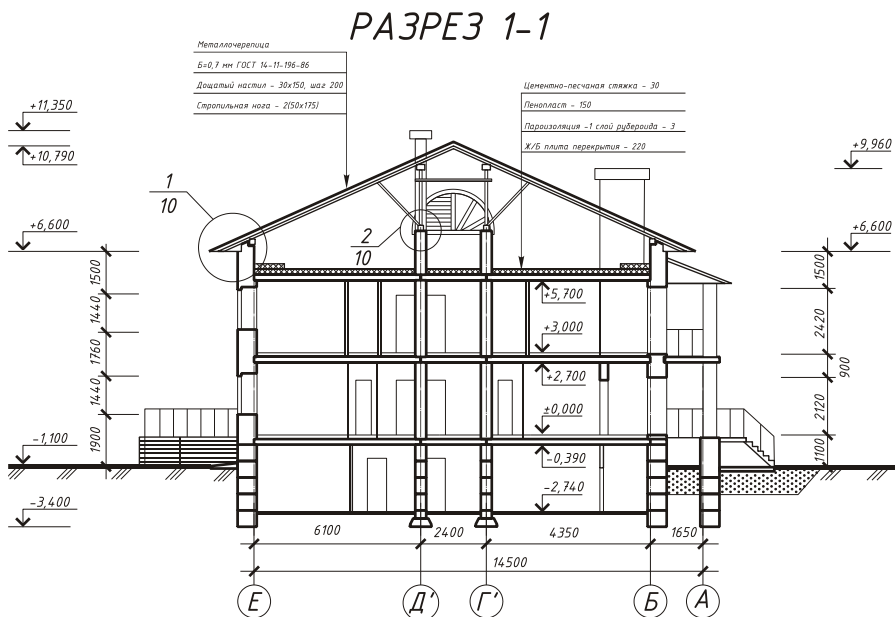 РАЗРЕЗ 1-1
Металлочерепица
Б=0,7 мм ГОСТ 14-11-196-86
Дощатый настил - 30х150, шаг 200
Стропильная нога - 2(50х175)
Цементно-песчаная стяжка - 30
Пенопласт - 150
Пароизоляция -1 слой рубероида - 3
Ж/Б плита перекрытия - 220
+11,350
+10,790
+9,960
1
10
2
10
+6,600
+6,600
1500
1440
1760
1440
1900
-1,100
-3,400
+5,700
+3,000
+2,700
±0,000
-0,390
-2,740
1500
2420
900
2120
1100
6100
2400
4350
1650
14500
Е
Д'
Г'
Б
А